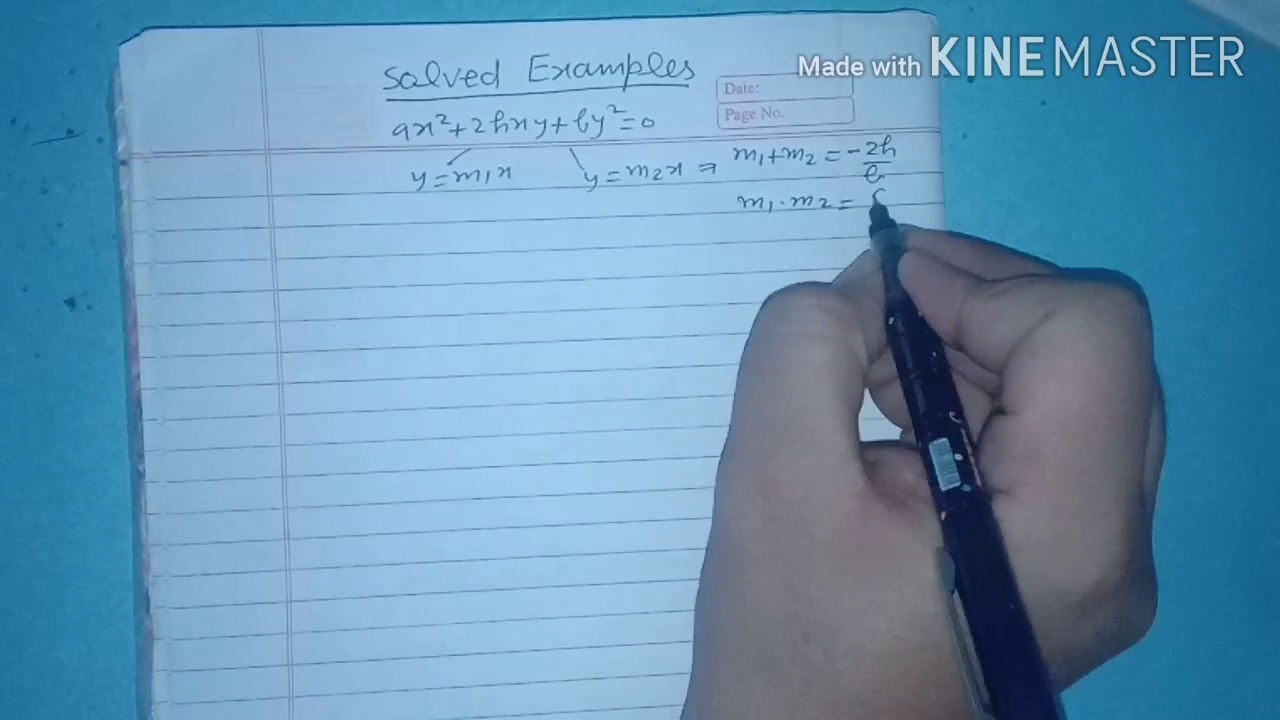 Made with KINEMASTER
Solved Examples
Date:
Page No.
ax²+2hxy+by²=0
y=m₁x y=m₂x ⇒ m₁+m₂ = -2h/b
m₁·m₂ =